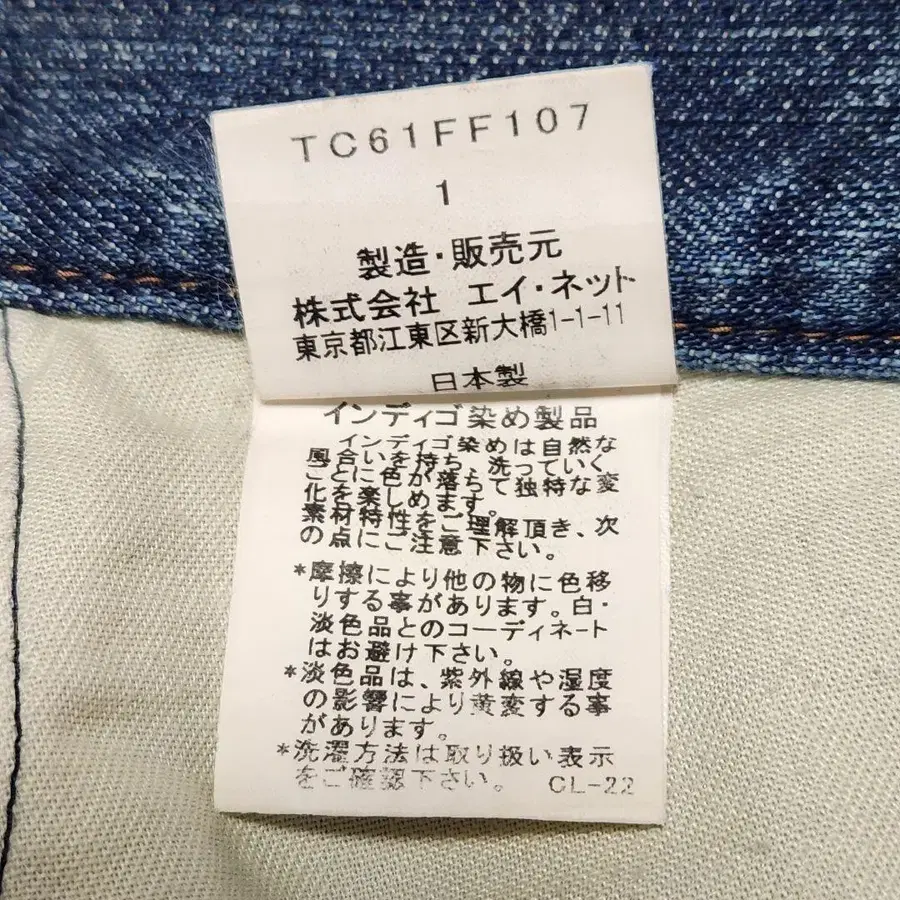 TC61FF107
1
製造・販売元
株式会社 エイ・ネット
東京都江東区新大橋1-1-11
日本製
インディゴ染め製品
インディゴ染めは自然な
風合いを持ち、洗っていく
ごとに色が落ちて独特な変
化を楽しめます。
素材特性をご理解頂き、次
の点にご注意下さい。
*摩擦により他の物に色移
りする事があります。白・
淡色品とのコーディネート
はお避け下さい。
*淡色品は、紫外線や湿度
の影響により黄変する事
があります。
*洗濯方法は取り扱い表示
をご確認下さい。 CL-22